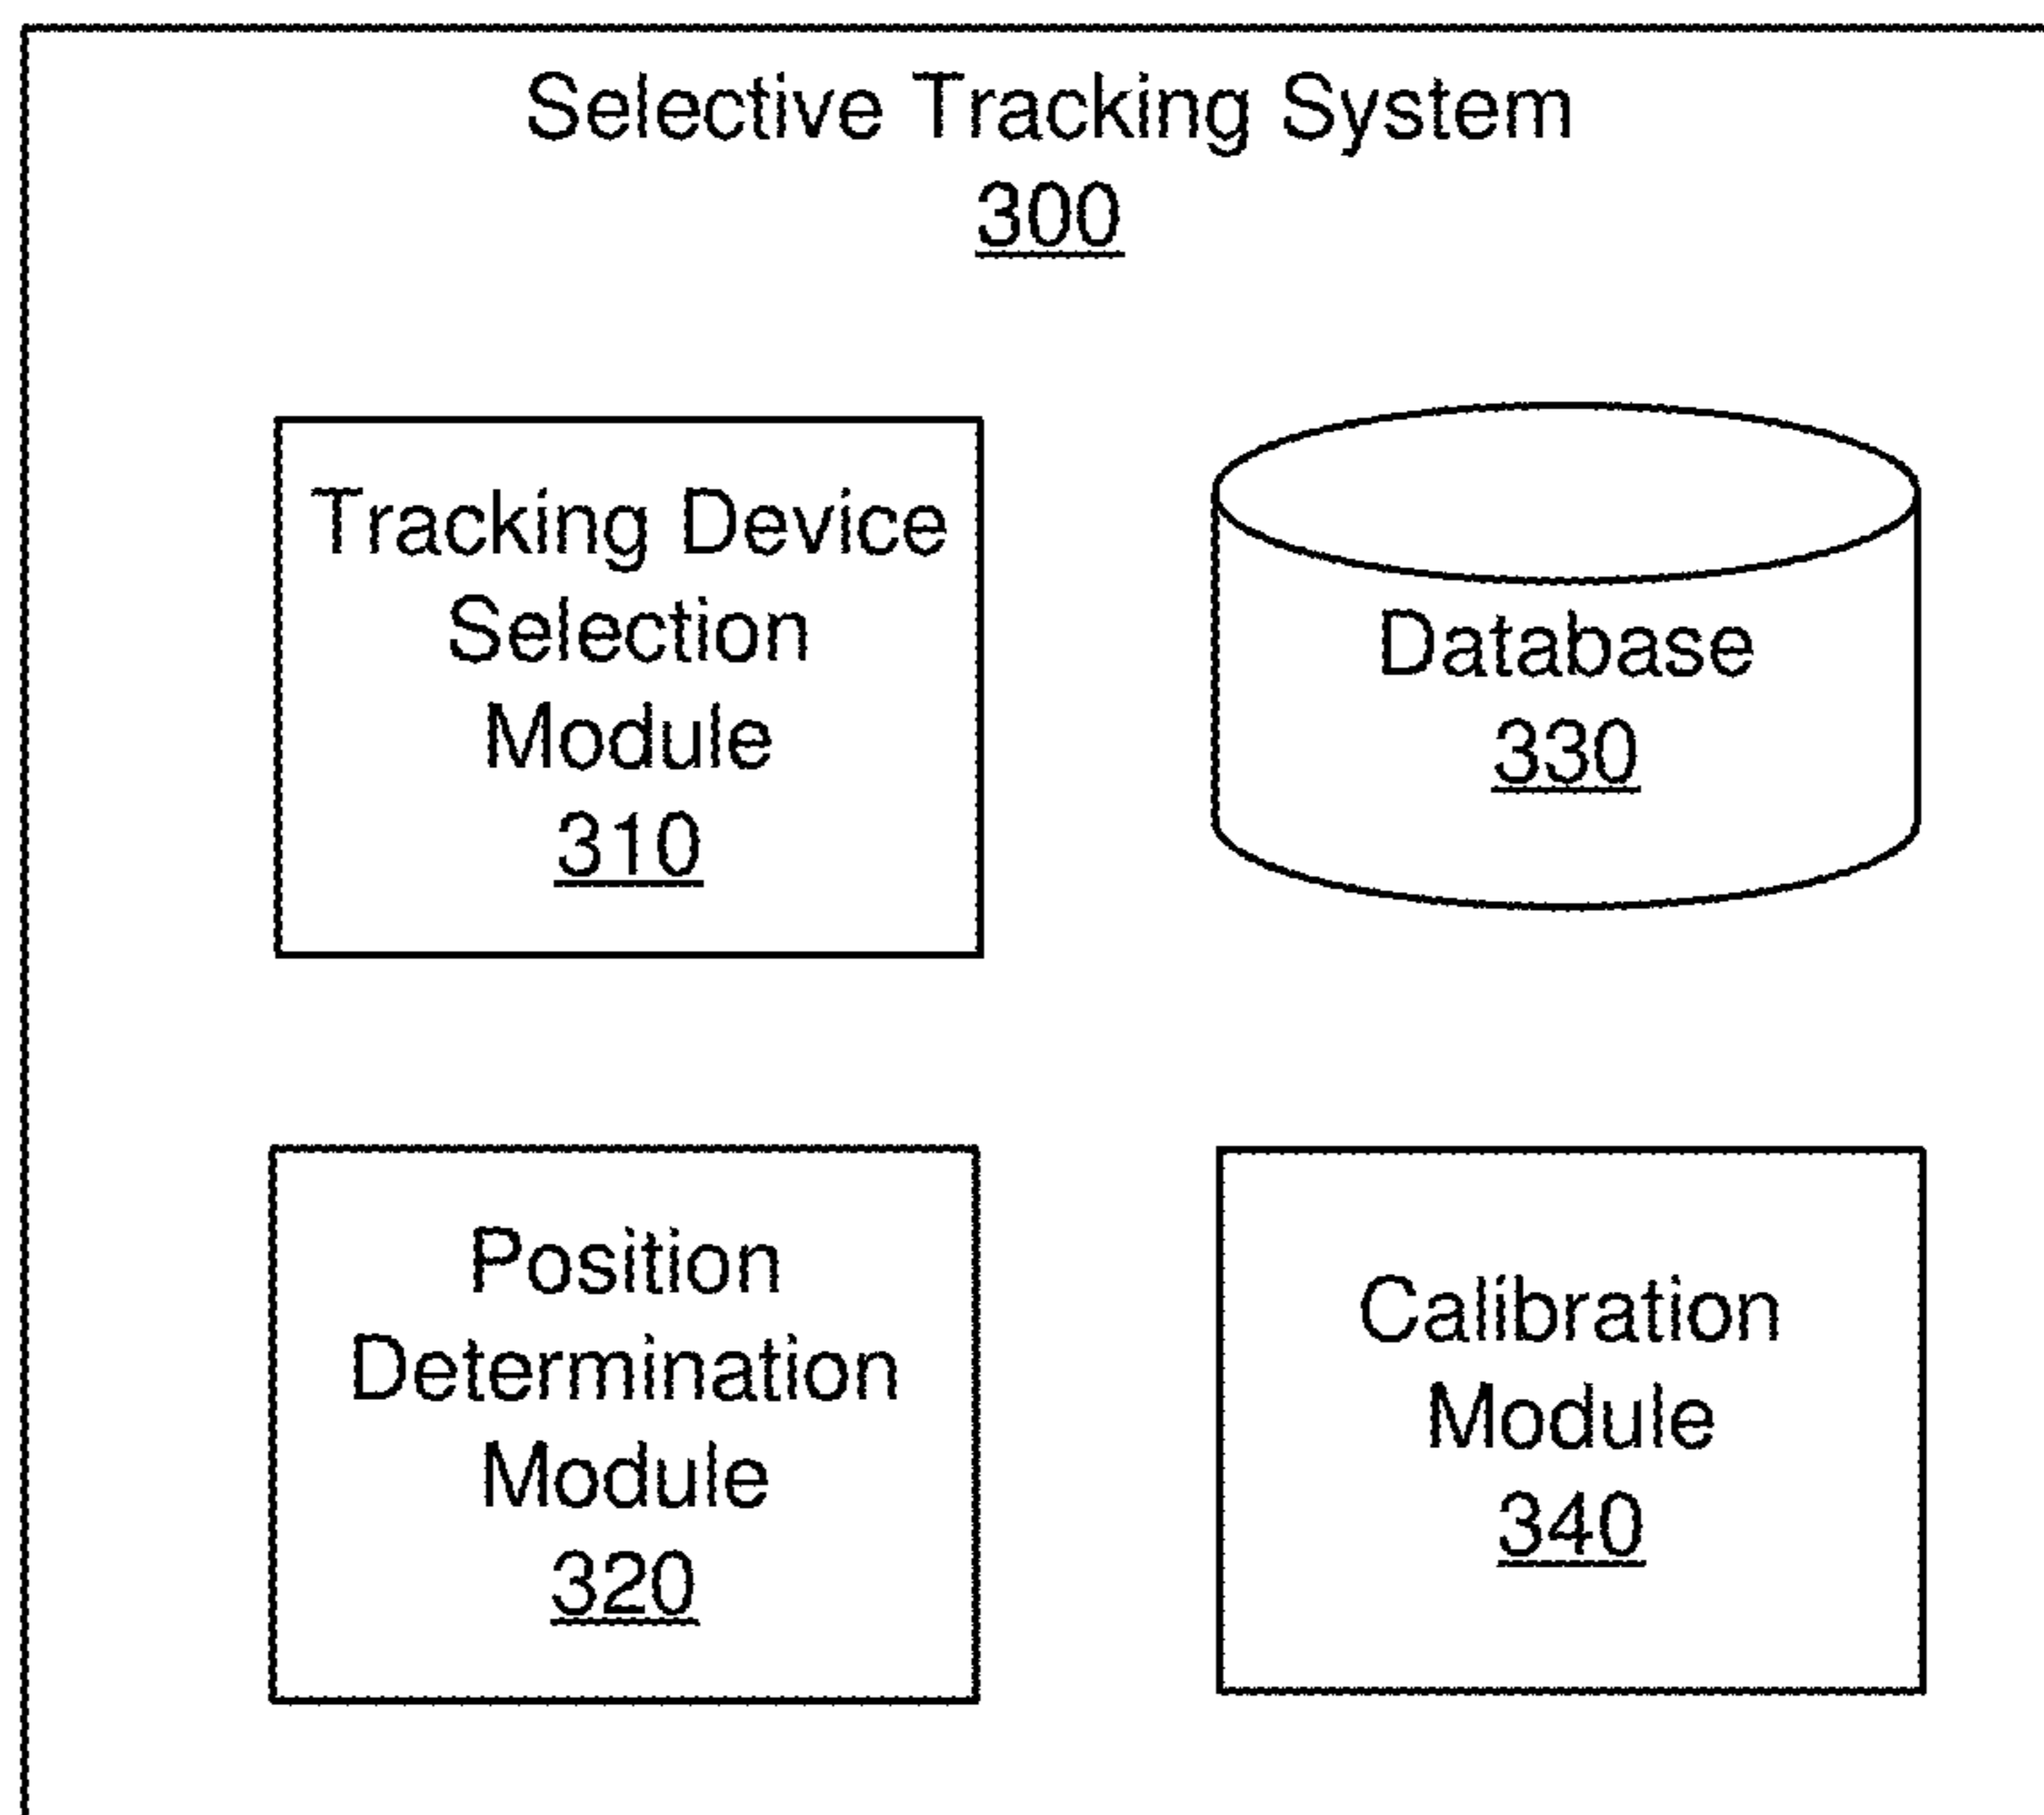 Selective Tracking System
300
Tracking Device
Selection
Module
310
Database
330
Position
Determination
Module
320
Calibration
Module
340